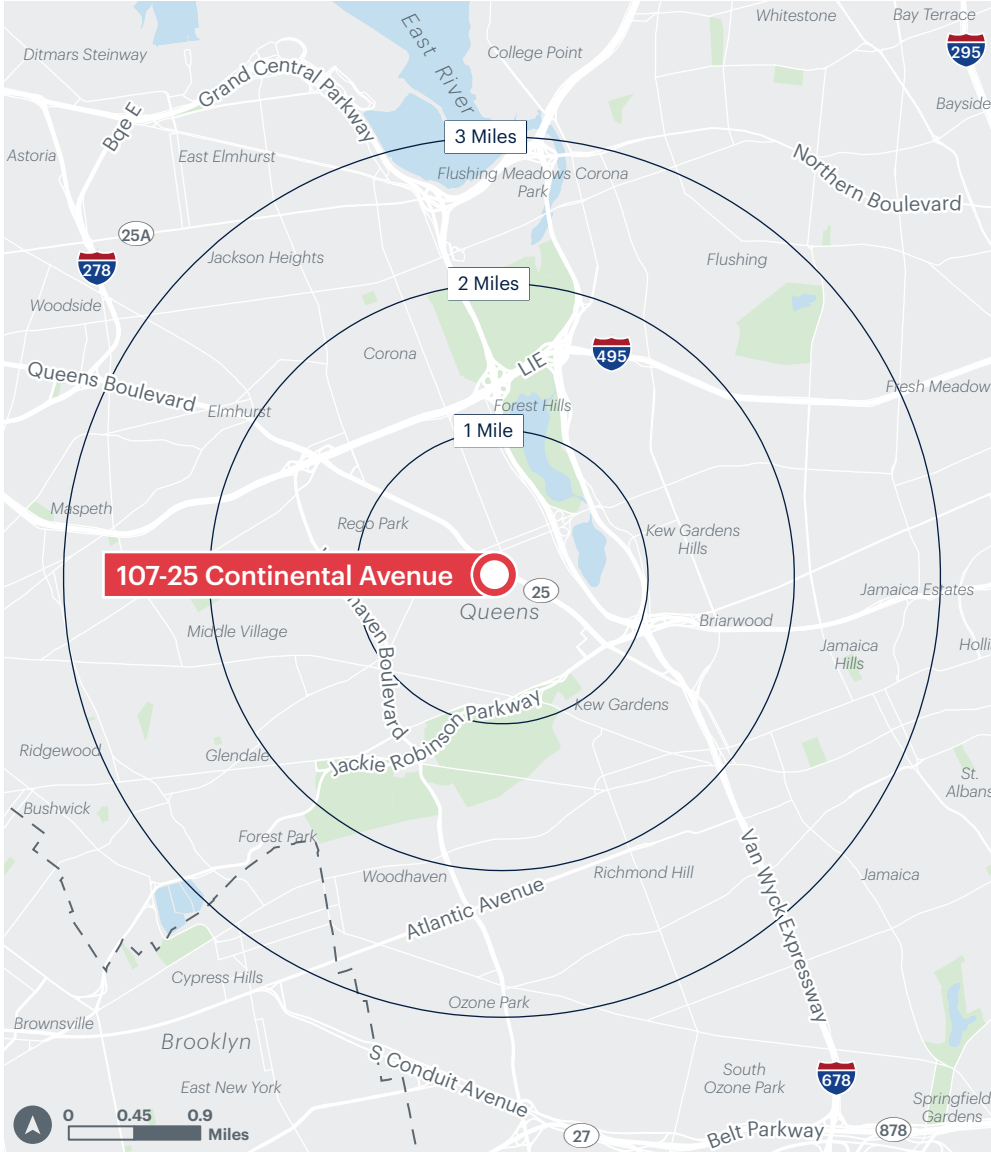 Whitestone
Bay Terrace
Ditmars Steinway
East River
College Point
295
Grand Central Parkway
Bayside
Bqe E
3 Miles
Astoria
East Elmhurst
Flushing Meadows Corona
Park
Northern Boulevard
25A
278
Jackson Heights
Flushing
2 Miles
Woodside
Corona
LIE
495
Queens Boulevard
Fresh Meadow
Elmhurst
Forest Hills
1 Mile
Maspeth
Rego Park
Kew Gardens
Hills
107-25 Continental Avenue
25
Queens
Jamaica Estates
haven Boulevard
Middle Village
Briarwood
Jamaica
Hills
Holli
Jackie Robinson Parkway
Kew Gardens
Ridgewood
Glendale
St.
Albans
Bushwick
Forest Park
Van Wyck Expressway
Woodhaven
Richmond Hill
Jamaica
Atlantic Avenue
Cypress Hills
Ozone Park
Brownsville
Brooklyn
S Conduit Avenue
East New York
South
Ozone Park
678
Springfield
Gardens
0 0.45 0.9
Miles
27
Belt Parkway
878